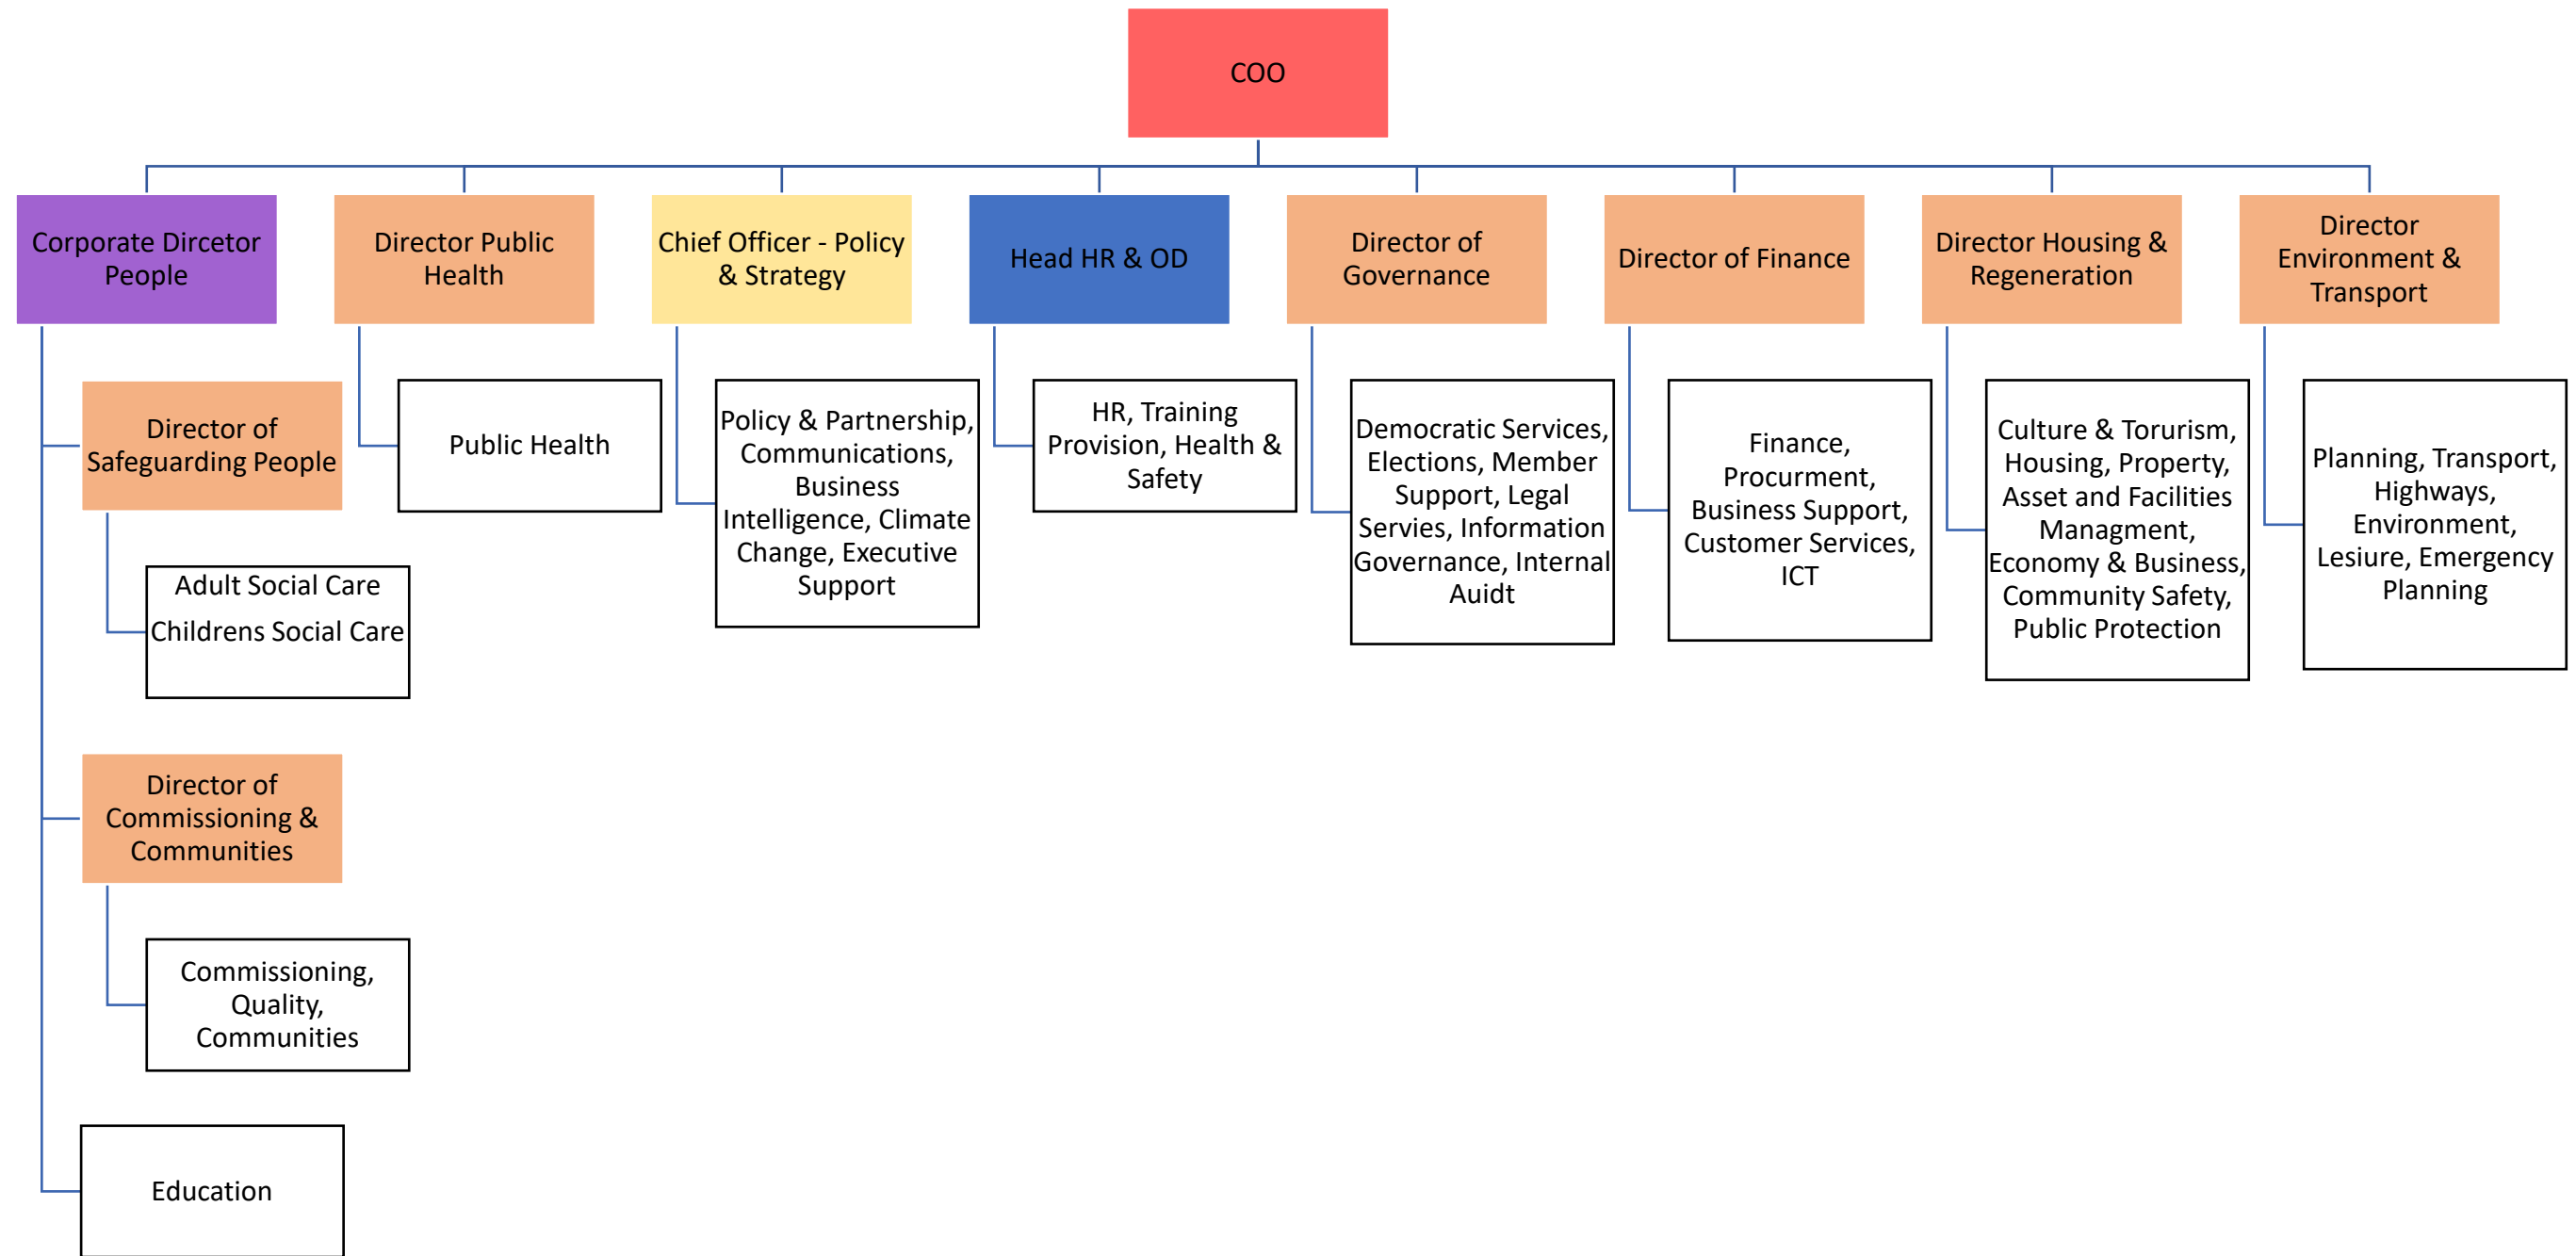 COO
Corporate Dircetor
People
Director Public
Health
Chief Officer - Policy
& Strategy
Head HR & OD
Director of
Governance
Director of Finance
Director Housing &
Regeneration
Director
Environment &
Transport
Director of
Safeguarding People
Adult Social Care
Childrens Social Care
Director of
Commissioning &
Communities
Commissioning,
Quality,
Communities
Education
Public Health
Policy & Partnership,
Communications,
Business
Intelligence, Climate
Change, Executive
Support
HR, Training
Provision, Health &
Safety
Democratic Services,
Elections, Member
Support, Legal
Servies, Information
Governance, Internal
Auidt
Finance,
Procurment,
Business Support,
Customer Services,
ICT
Culture & Torurism,
Housing, Property,
Asset and Facilities
Managment,
Economy & Business,
Community Safety,
Public Protection
Planning, Transport,
Highways,
Environment,
Lesiure, Emergency
Planning